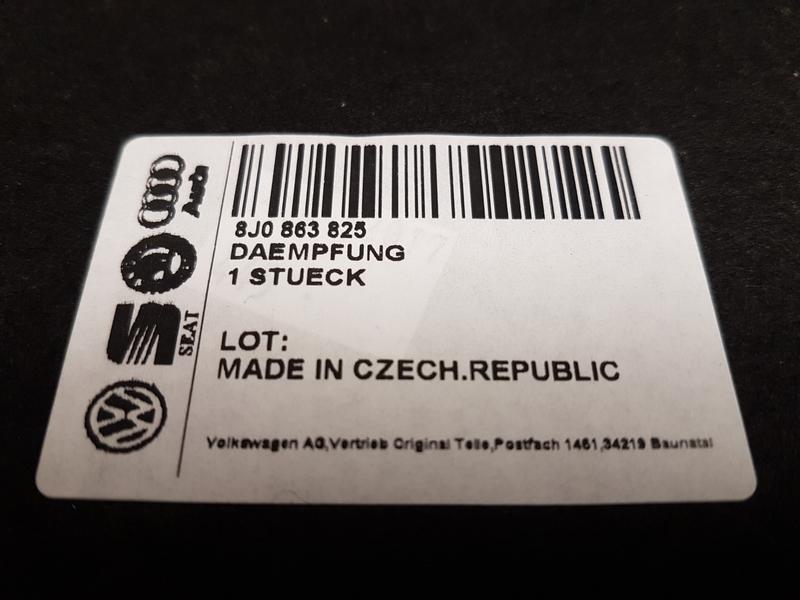 Audi
SEAT
8J0 863 825
DAEMPFUNG
1 STUECK
LOT:
MADE IN CZECH.REPUBLIC
Volkswagen AG,Vertrieb Original Teile,Postfach 1461,34219 Baunatal